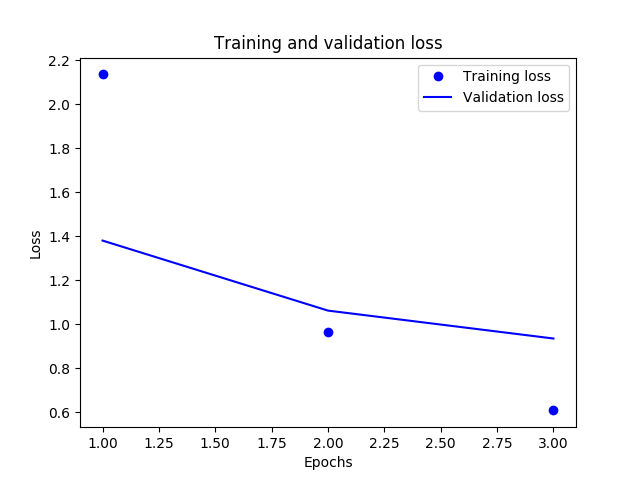 Training and validation loss
Training loss
Validation loss
2.2
2.0
1.8
1.6
1.4
1.2
1.0
0.8
0.6
Loss
1.00 1.25 1.50 1.75 2.00 2.25 2.50 2.75 3.00
Epochs